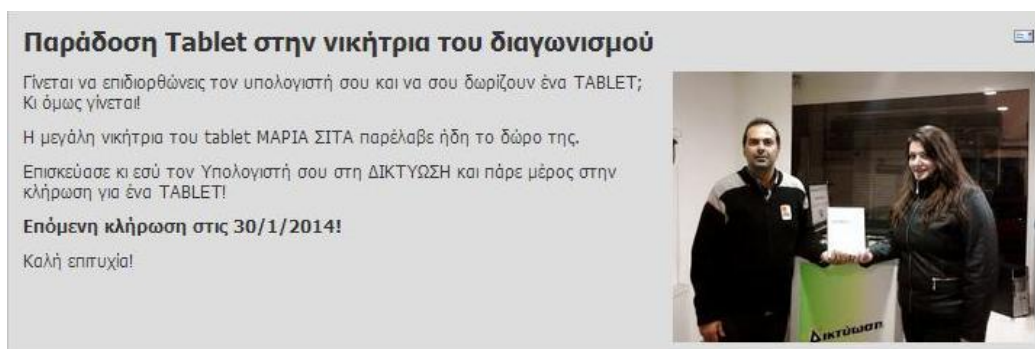 Παράδοση Tablet στην νικήτρια του διαγωνισμού
Γίνεται να επιδιορθώνεις τον υπολογιστή σου και να σου δωρίζουν ένα TABLET;
Κι όμως γίνεται!
Η μεγάλη νικήτρια του tablet ΜΑΡΙΑ ΣΙΤΑ παρέλαβε ήδη το δώρο της.
Επισκεύασε κι εσύ τον Υπολογιστή σου στη ΔΙΚΤΥΩΣΗ και πάρε μέρος στην
κλήρωση για ένα TABLET!
Επόμενη κλήρωση στις 30/1/2014!
Καλή επιτυχία!
Δικτύωση